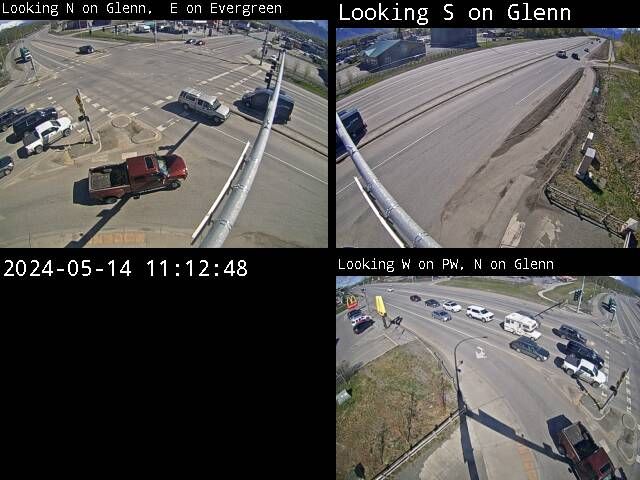 Looking N on Glenn, E on Evergreen
Looking S on Glenn
2024-05-14 11:12:48
Looking W on PW, N on Glenn